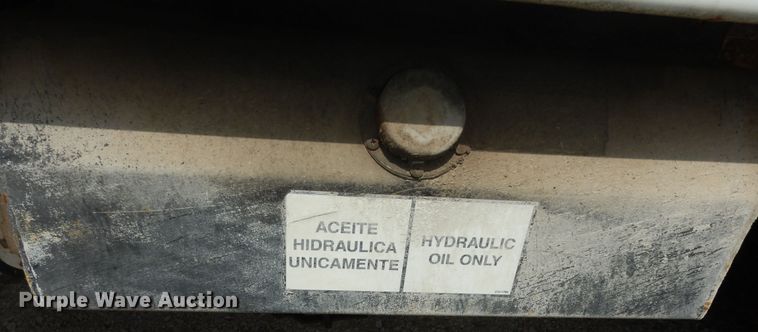 ACEITE
HIDRAULICA
UNICAMENTE
HYDRAULIC
OIL ONLY
Purple Wave Auction